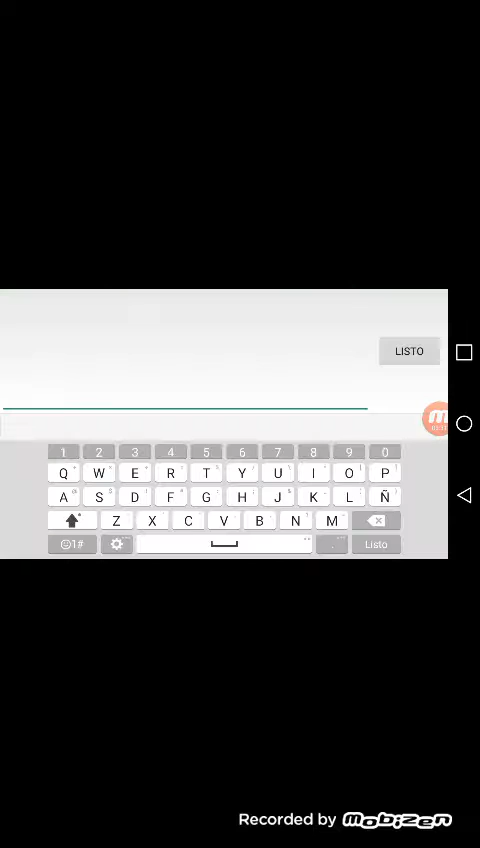 LISTO
1 2 3 4 5 6 7 8 9 0
Q W E R T Y U I O P
A S D F G H J K L Ñ
Z X C V B N M
1# . Listo
Recorded by Mobizen